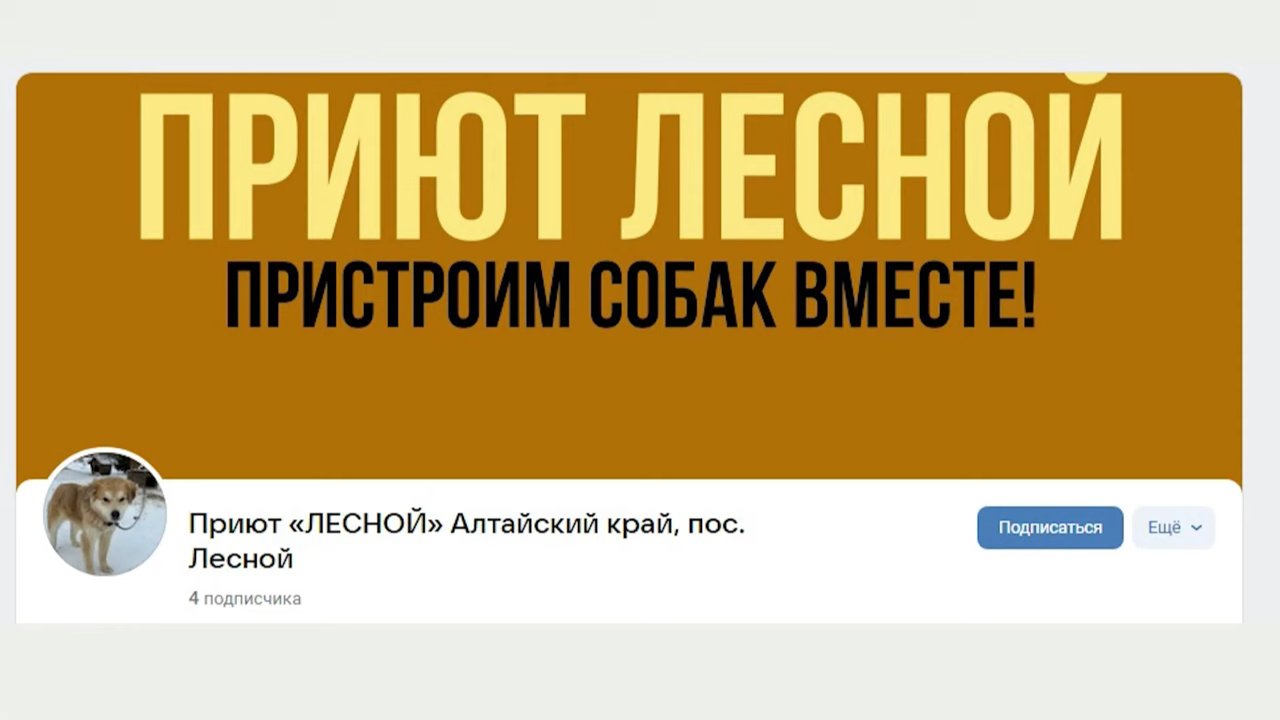 ПРИЮТ ЛЕСНОЙ
ПРИСТРОИМ СОБАК ВМЕСТЕ!
Приют «ЛЕСНОЙ» Алтайский край, пос.
Лесной
4 подписчика
Подписаться
Ещё